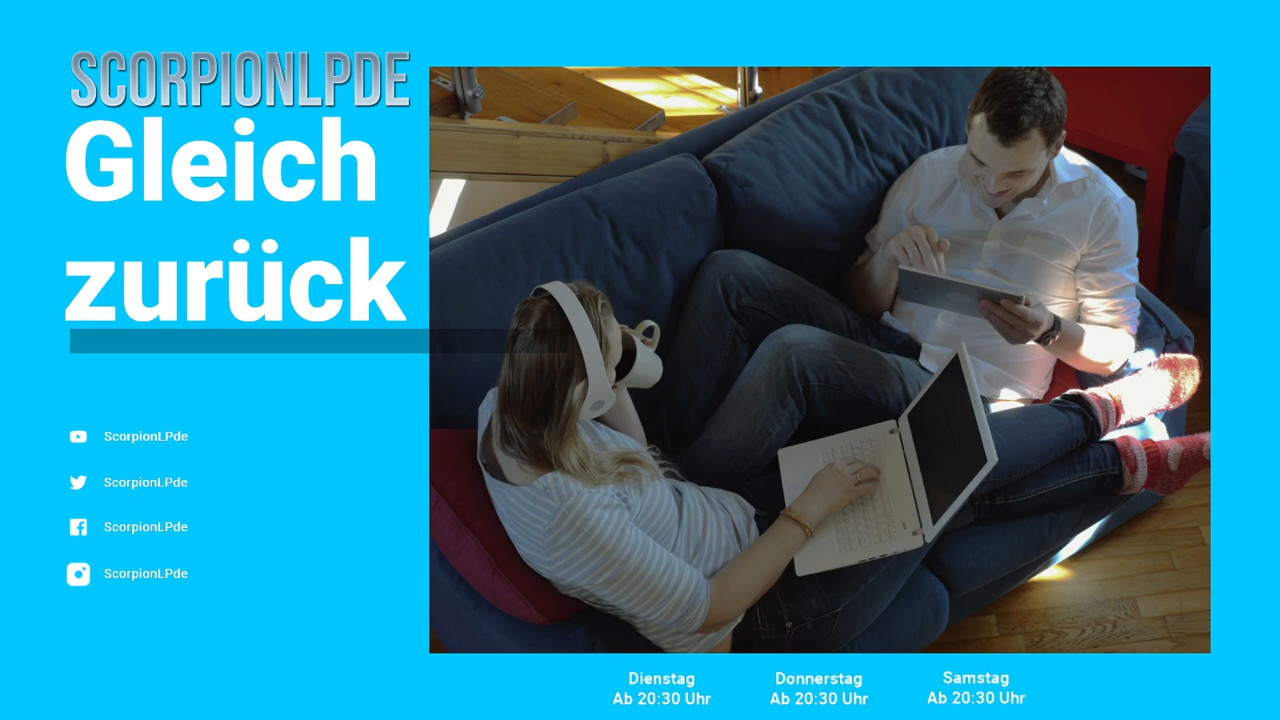 SCORPIONLPDE
Gleich
zurück
ScorpionLPde
ScorpionLPde
ScorpionLPde
ScorpionLPde
Dienstag
Ab 20:30 Uhr
Donnerstag
Ab 20:30 Uhr
Samstag
Ab 20:30 Uhr